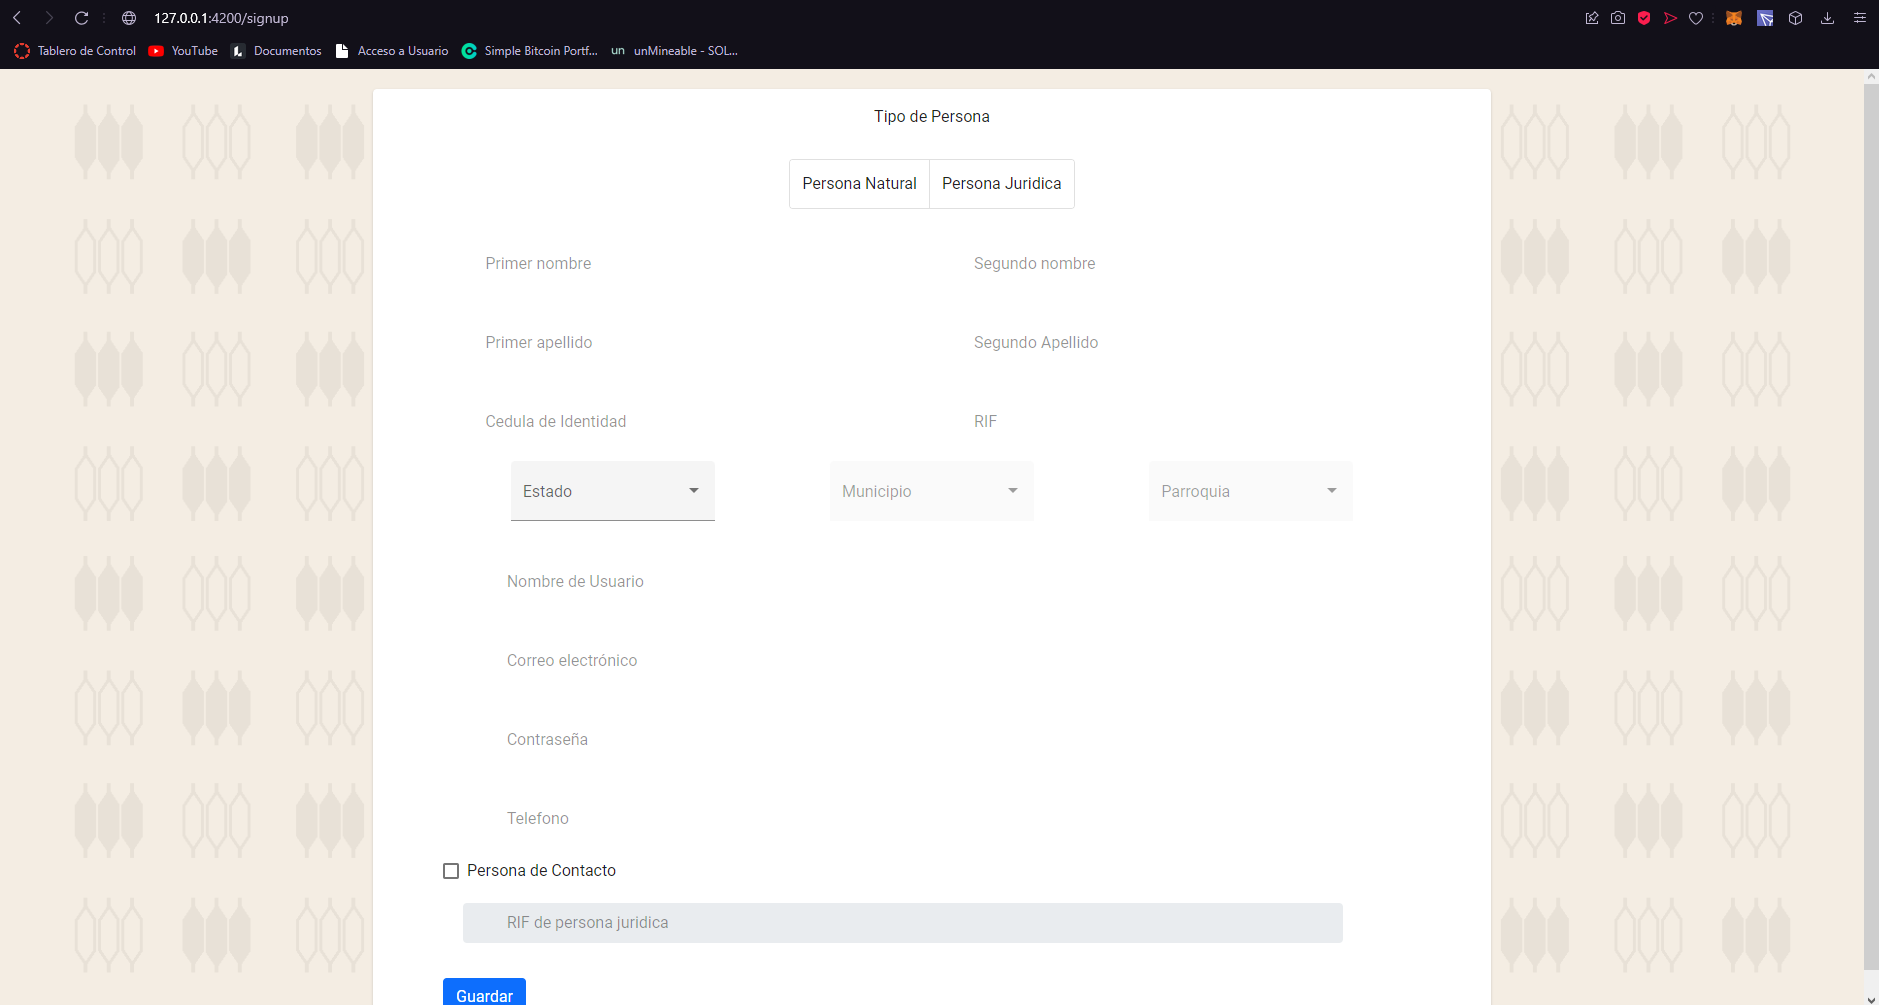 127.0.0.1:4200/signup
Tablero de Control YouTube Documentos Acceso a Usuario Simple Bitcoin Portf... un unMineable - SOL...
Tipo de Persona
Persona Natural Persona Juridica
Primer nombre Segundo nombre
Primer apellido Segundo Apellido
Cedula de Identidad RIF
Estado Municipio Parroquia
Nombre de Usuario
Correo electrónico
Contraseña
Telefono
Persona de Contacto
RIF de persona juridica
Guardar